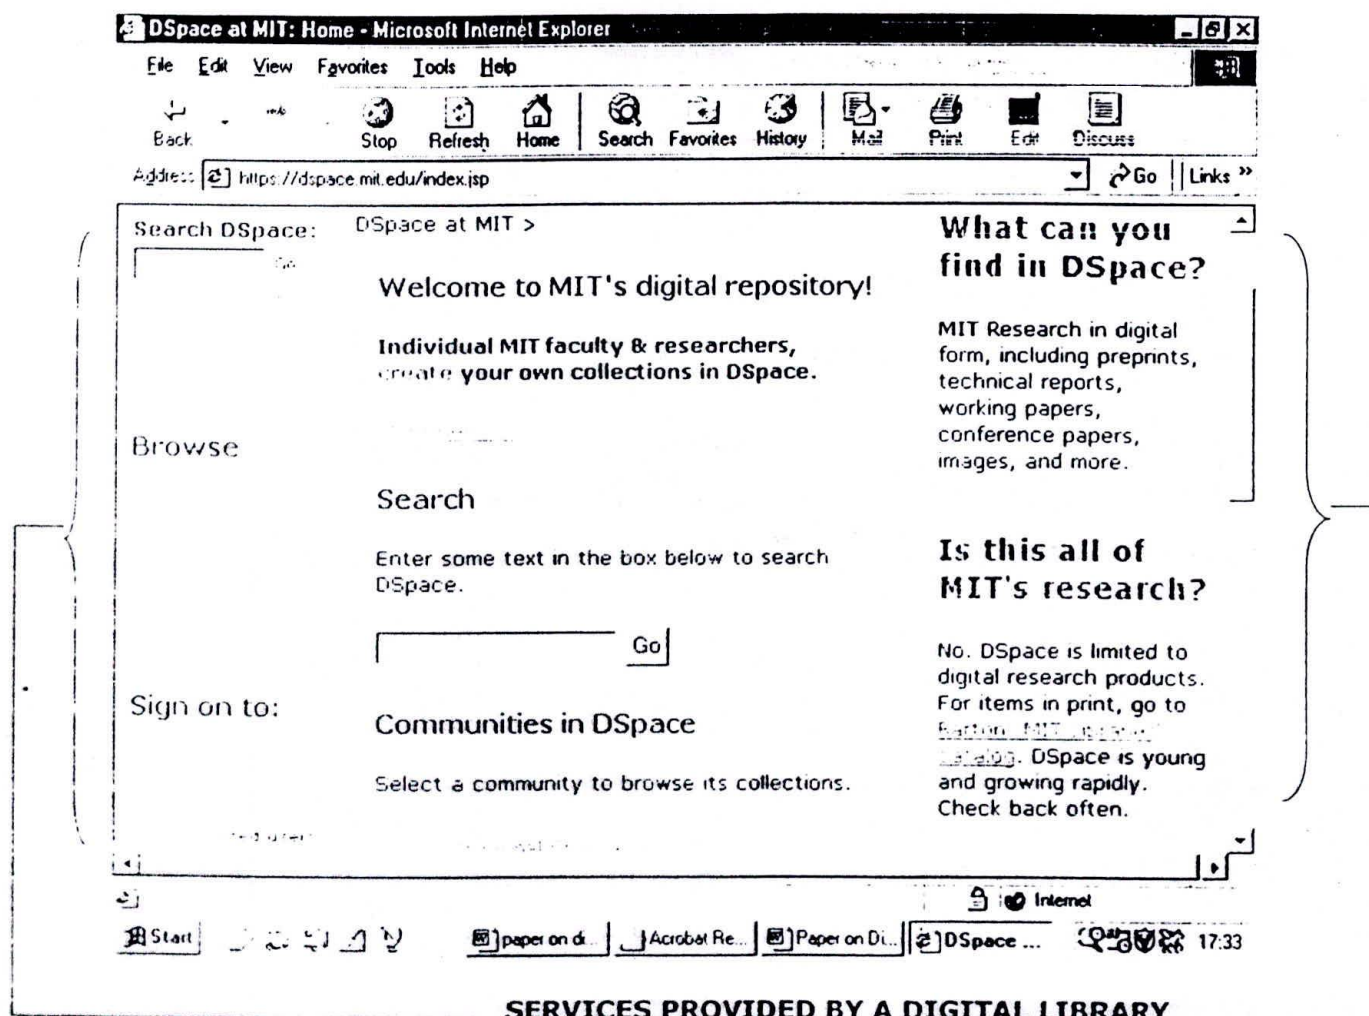 DSpace at MIT: Home - Microsoft Internet Explorer
File Edit View Favorites Tools Help
Back Stop Refresh Home Search Favorites History Mail Print Edit Discuss
Address https://dspace.mit.edu/index.jsp Go Links »
Search DSpace:
Go
Browse
Sign on to:
DSpace at MIT >
Welcome to MIT's digital repository!
Individual MIT faculty & researchers,
create your own collections in DSpace.
Search
Enter some text in the box below to search
DSpace.
Go
Communities in DSpace
Select a community to browse its collections.
What can you
find in DSpace?
MIT Research in digital
form, including preprints,
technical reports,
working papers,
conference papers,
images, and more.
Is this all of
MIT's research?
No. DSpace is limited to
digital research products.
For items in print, go to
Barton: MIT
catalog. DSpace is young
and growing rapidly.
Check back often.
Internet
Start paper on di... Acrobat Re... Paper on Di... DSpace ... 17:33
SERVICES PROVIDED BY A DIGITAL LIBRARY